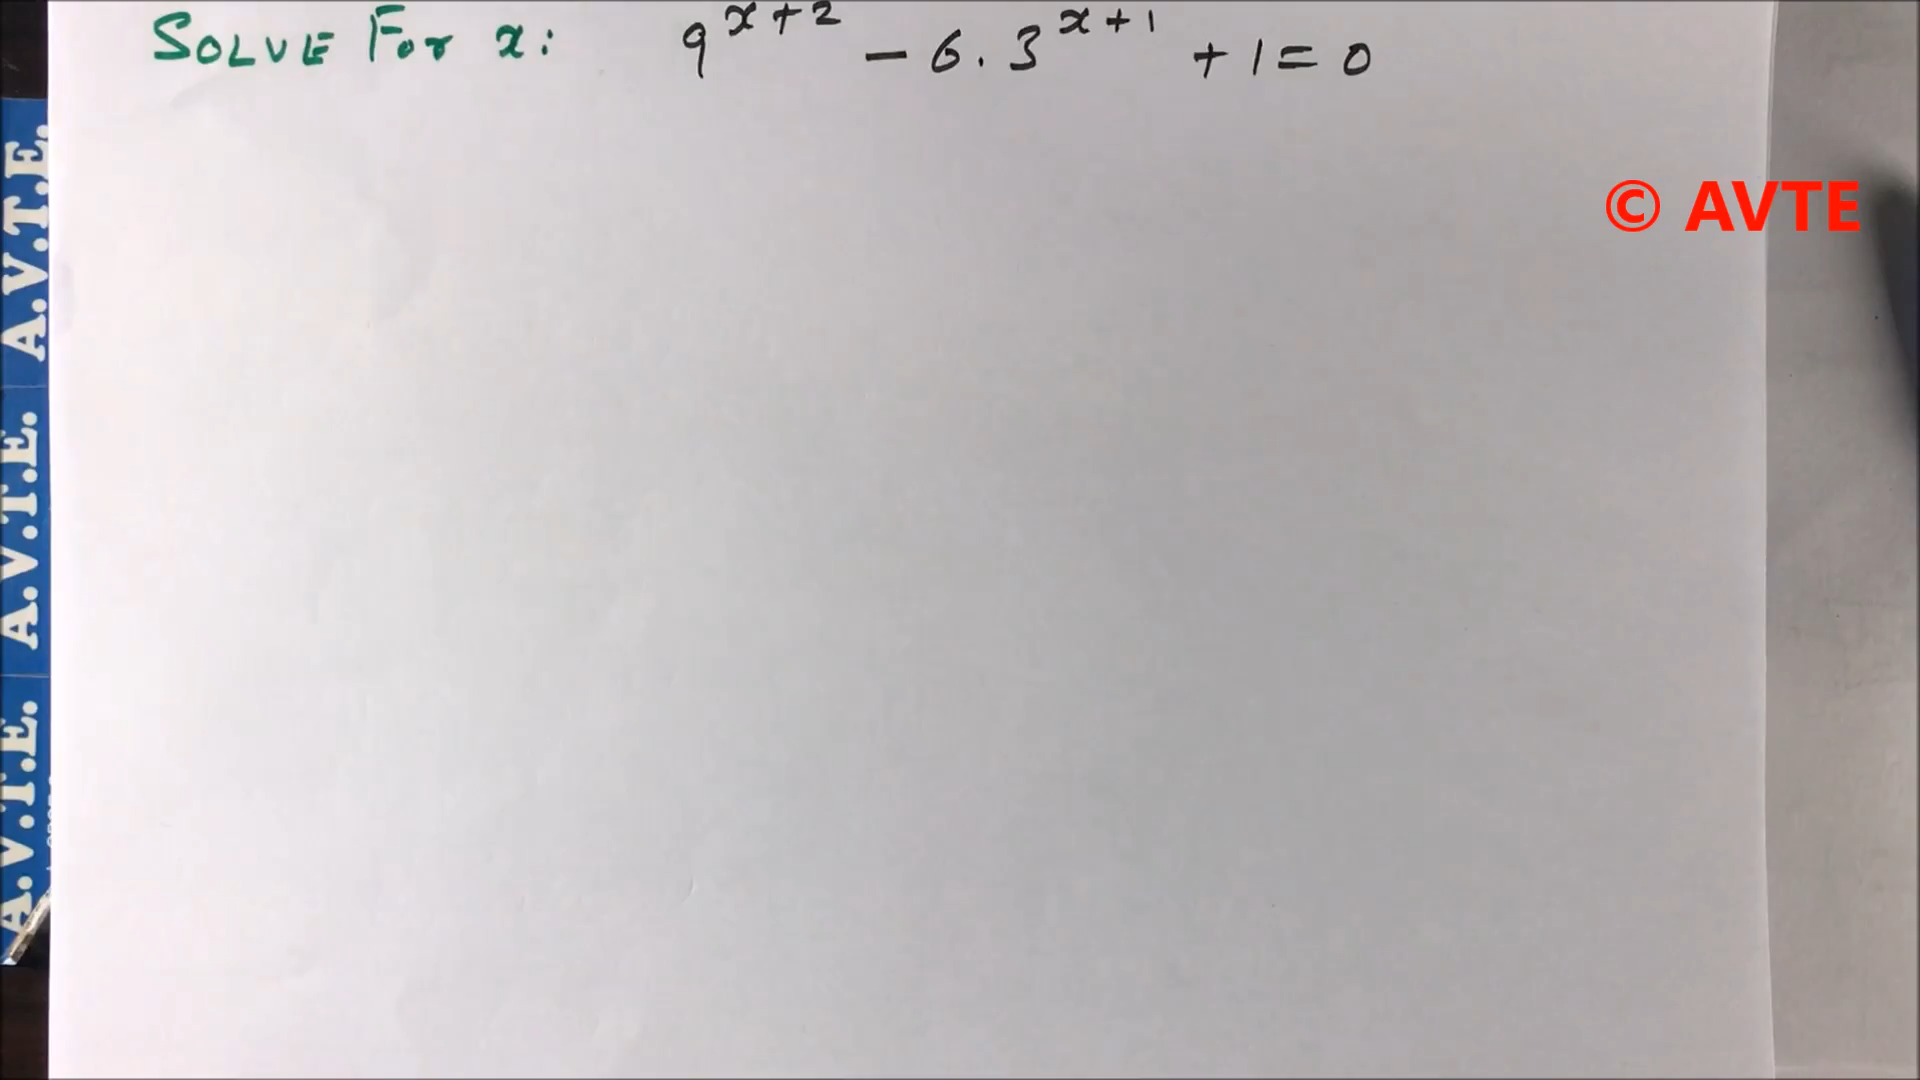 SOLVE For x: 9^{x+2} - 6.3^{x+1} + 1 = 0
© AVTE
A.V.T.E.
A.V.T.E.
A.V.T.E.